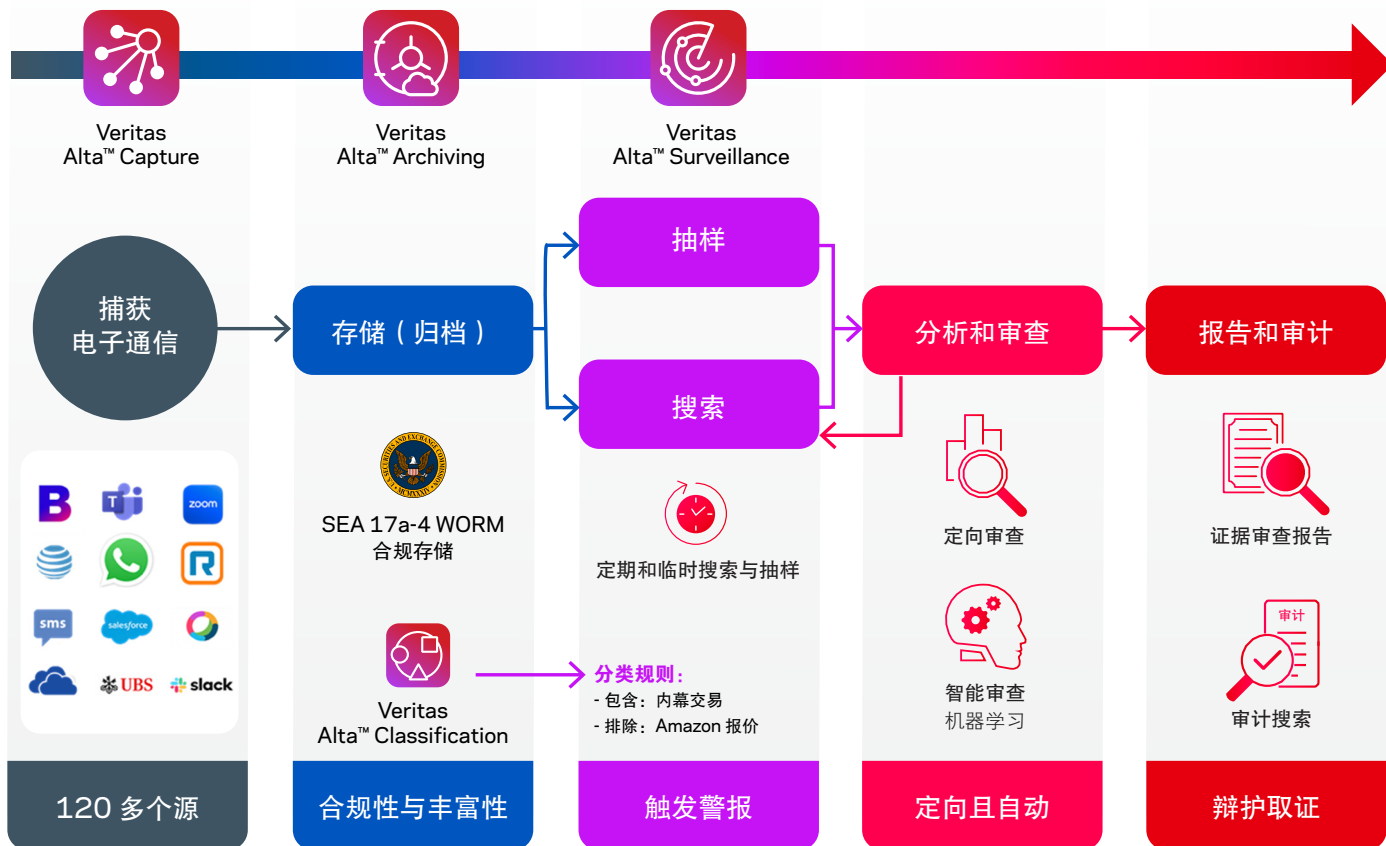 Veritas
Alta™ Capture
Veritas
Alta™ Archiving
Veritas
Alta™ Surveillance
捕获
电子通信
存储（归档）
抽样
搜索
分析和审查
报告和审计
B
T
zoom
R
sms
salesforce
UBS
slack
U.S. SECURITIES AND EXCHANGE COMMISSION
MCMXXXIV
SEA 17a-4 WORM
合规存储
Veritas
Alta™ Classification
定期和临时搜索与抽样
分类规则：
- 包含：内幕交易
- 排除：Amazon 报价
定向审查
智能审查
机器学习
证据审查报告
审计
审计搜索
120 多个源
合规性与丰富性
触发警报
定向且自动
辩护取证